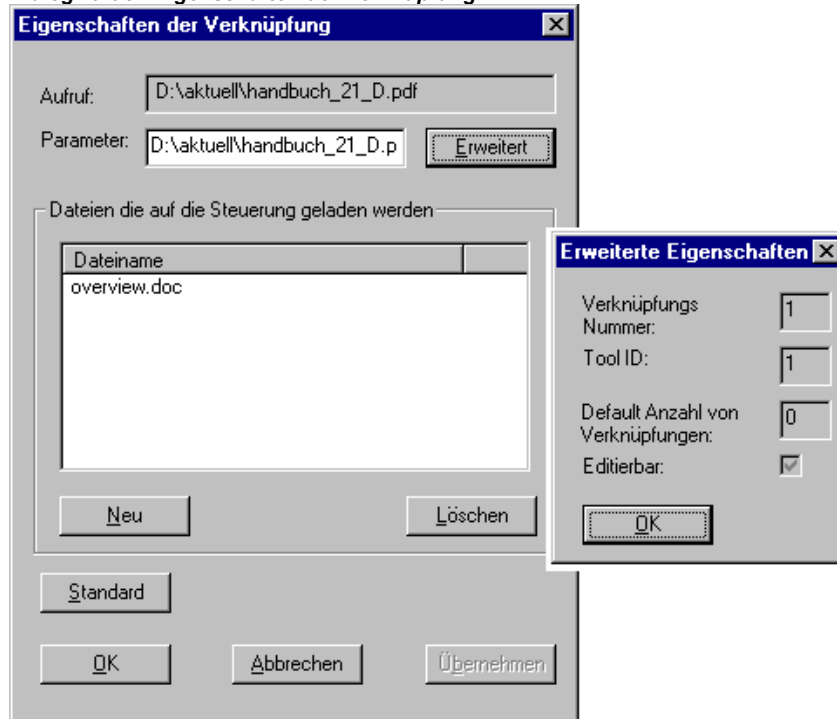 Eigenschaften der Verknüpfung
Aufruf:
D:\aktuell\handbuch_21_D.pdf
Parameter:
D:\aktuell\handbuch_21_D.p
Erweitert
Dateien die auf die Steuerung geladen werden
Dateiname
overview.doc
Neu
Löschen
Standard
OK
Abbrechen
Übernehmen
Erweiterte Eigenschaften
Verknüpfungs
Nummer:
1
Tool ID:
1
Default Anzahl von
Verknüpfungen:
0
Editierbar:
OK